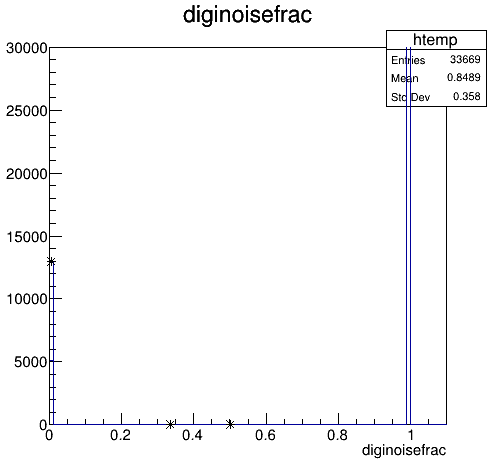 diginoisefrac
htemp
Entries 33669
Mean 0.8489
Std Dev 0.358
30000
25000
20000
15000
10000
5000
0
0 0.2 0.4 0.6 0.8 1
diginoisefrac